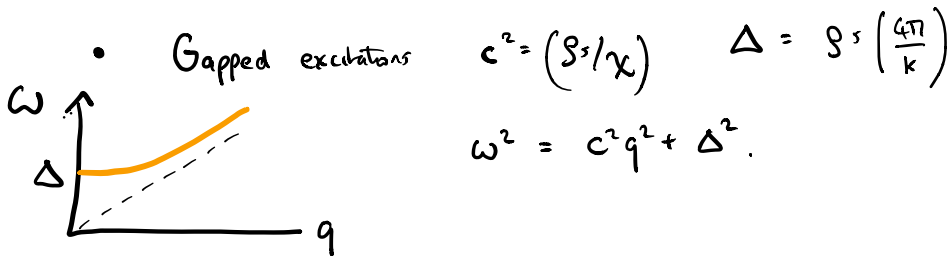 • Gapped excitations c² = (ρs/χ) Δ = ρs (4π/k)
ω
ω² = c²q² + Δ².
Δ
q